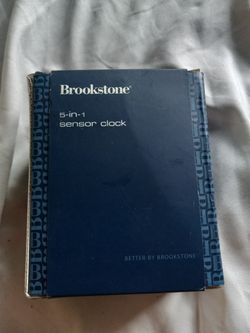 Brookstone®
5-in-1
sensor clock
BETTER BY BROOKSTONE